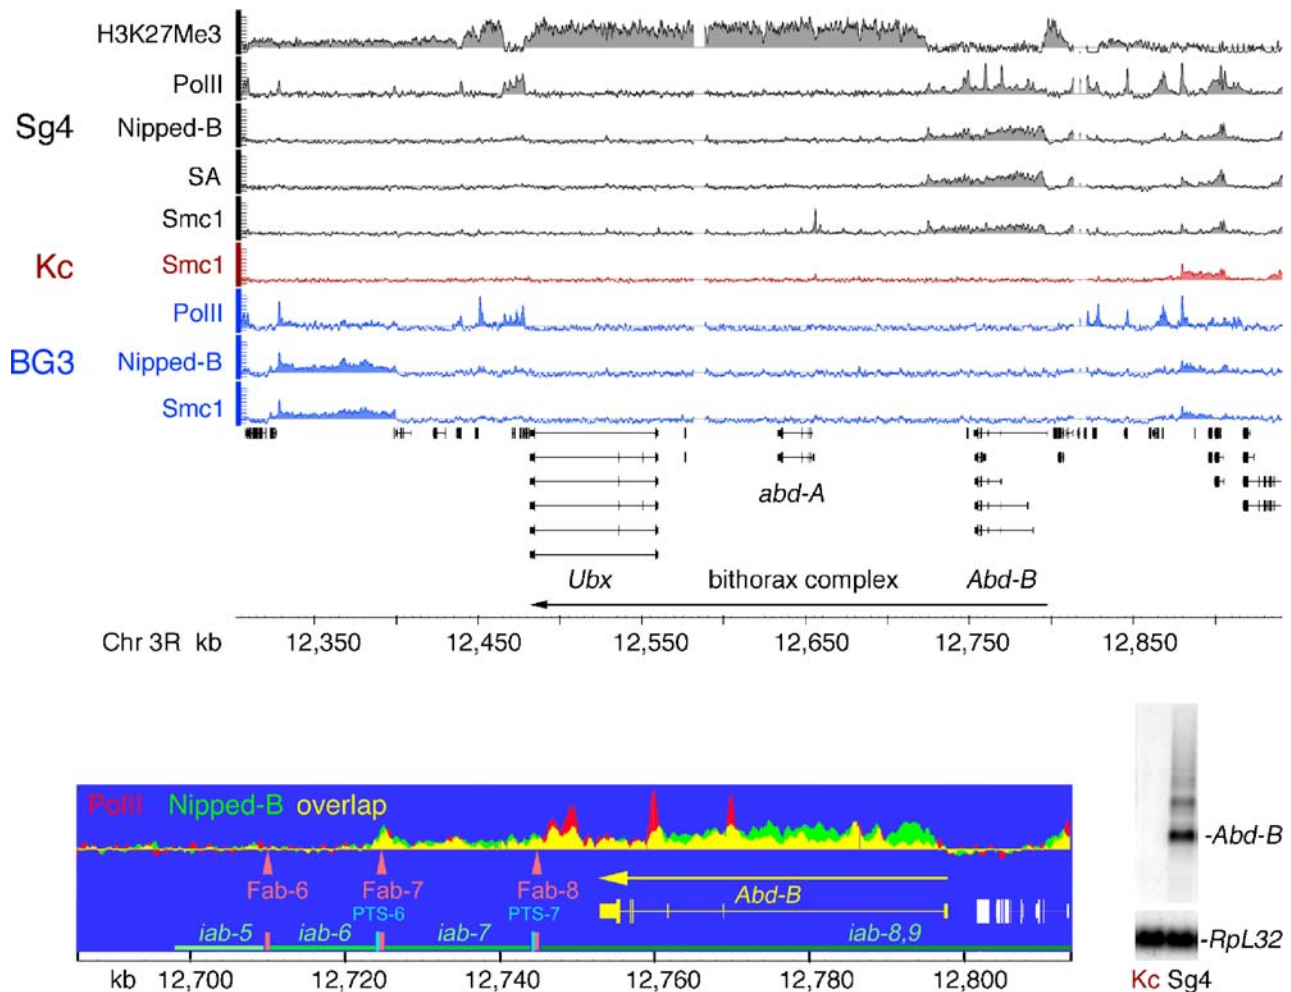 H3K27Me3
PolII
Sg4 Nipped-B
SA
Smc1
Kc Smc1
PolII
BG3 Nipped-B
Smc1
abd-A
Ubx bithorax complex Abd-B
Chr 3R kb 12,350 12,450 12,550 12,650 12,750 12,850
PolII Nipped-B overlap
-Abd-B
Fab-6 Fab-7 Fab-8 Abd-B
PTS-6 PTS-7
iab-5 iab-6 iab-7 iab-8,9
-RpL32
kb 12,700 12,720 12,740 12,760 12,780 12,800 Kc Sg4